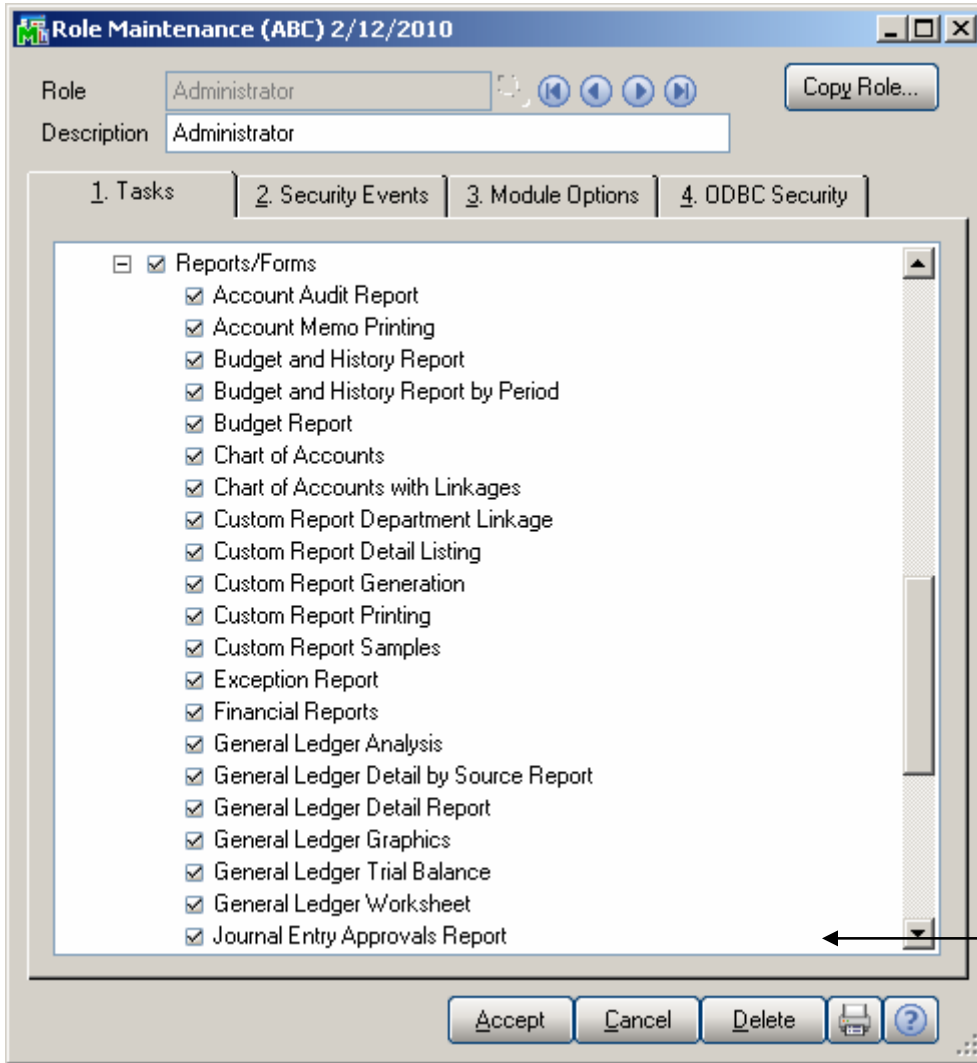 Role Maintenance (ABC) 2/12/2010
Role Administrator Copy Role...
Description Administrator
1. Tasks 2. Security Events 3. Module Options 4. ODBC Security
Reports/Forms
Account Audit Report
Account Memo Printing
Budget and History Report
Budget and History Report by Period
Budget Report
Chart of Accounts
Chart of Accounts with Linkages
Custom Report Department Linkage
Custom Report Detail Listing
Custom Report Generation
Custom Report Printing
Custom Report Samples
Exception Report
Financial Reports
General Ledger Analysis
General Ledger Detail by Source Report
General Ledger Detail Report
General Ledger Graphics
General Ledger Trial Balance
General Ledger Worksheet
Journal Entry Approvals Report
Accept Cancel Delete ?